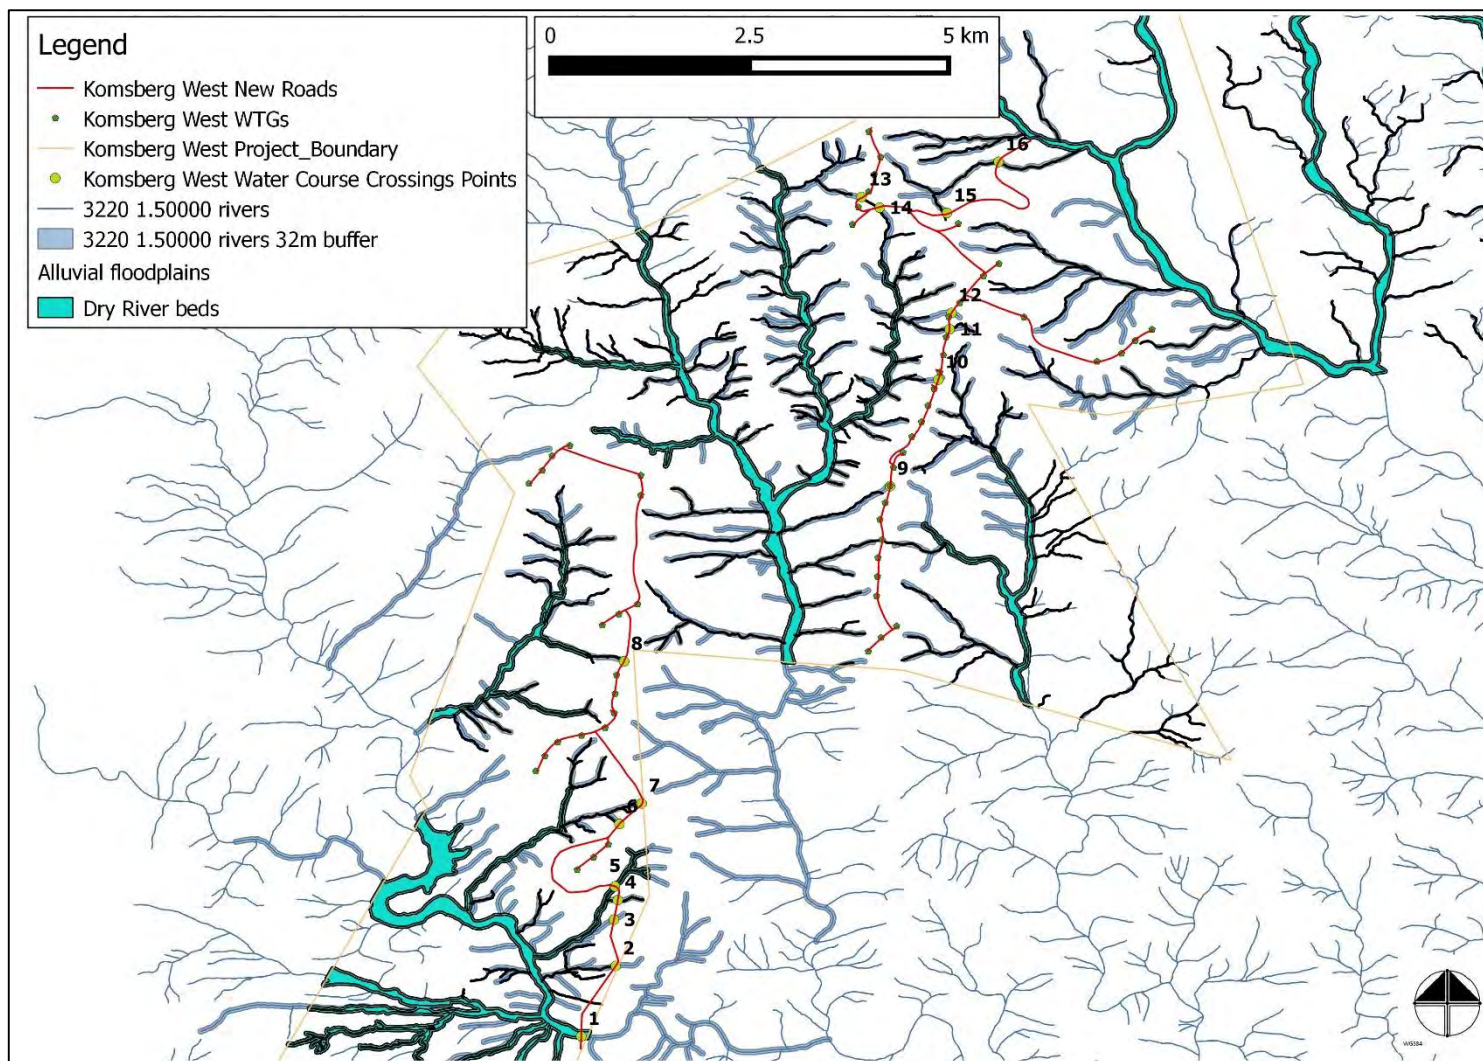 Legend
Komsberg West New Roads
Komsberg West WTGs
Komsberg West Project_Boundary
Komsberg West Water Course Crossings Points
3220 1.50000 rivers
3220 1.50000 rivers 32m buffer
Alluvial floodplains
Dry River beds
0 2.5 5 km
16
13
14
15
12
11
10
9
8
7
6
5
4
3
2
1